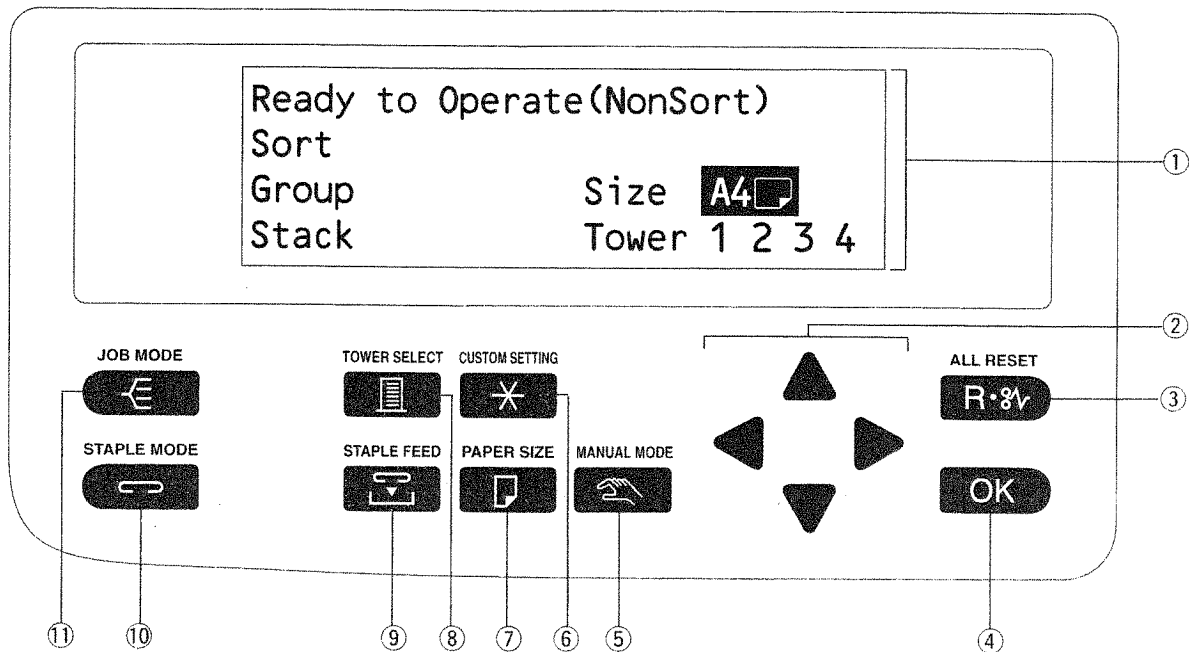 Ready to Operate(NonSort)
Sort
Group Size A4
Stack Tower 1 2 3 4
①
②
JOB MODE TOWER SELECT CUSTOM SETTING ALL RESET
R
③
STAPLE MODE STAPLE FEED PAPER SIZE MANUAL MODE
OK
⑪ ⑩ ⑨ ⑧ ⑦ ⑥ ⑤ ④